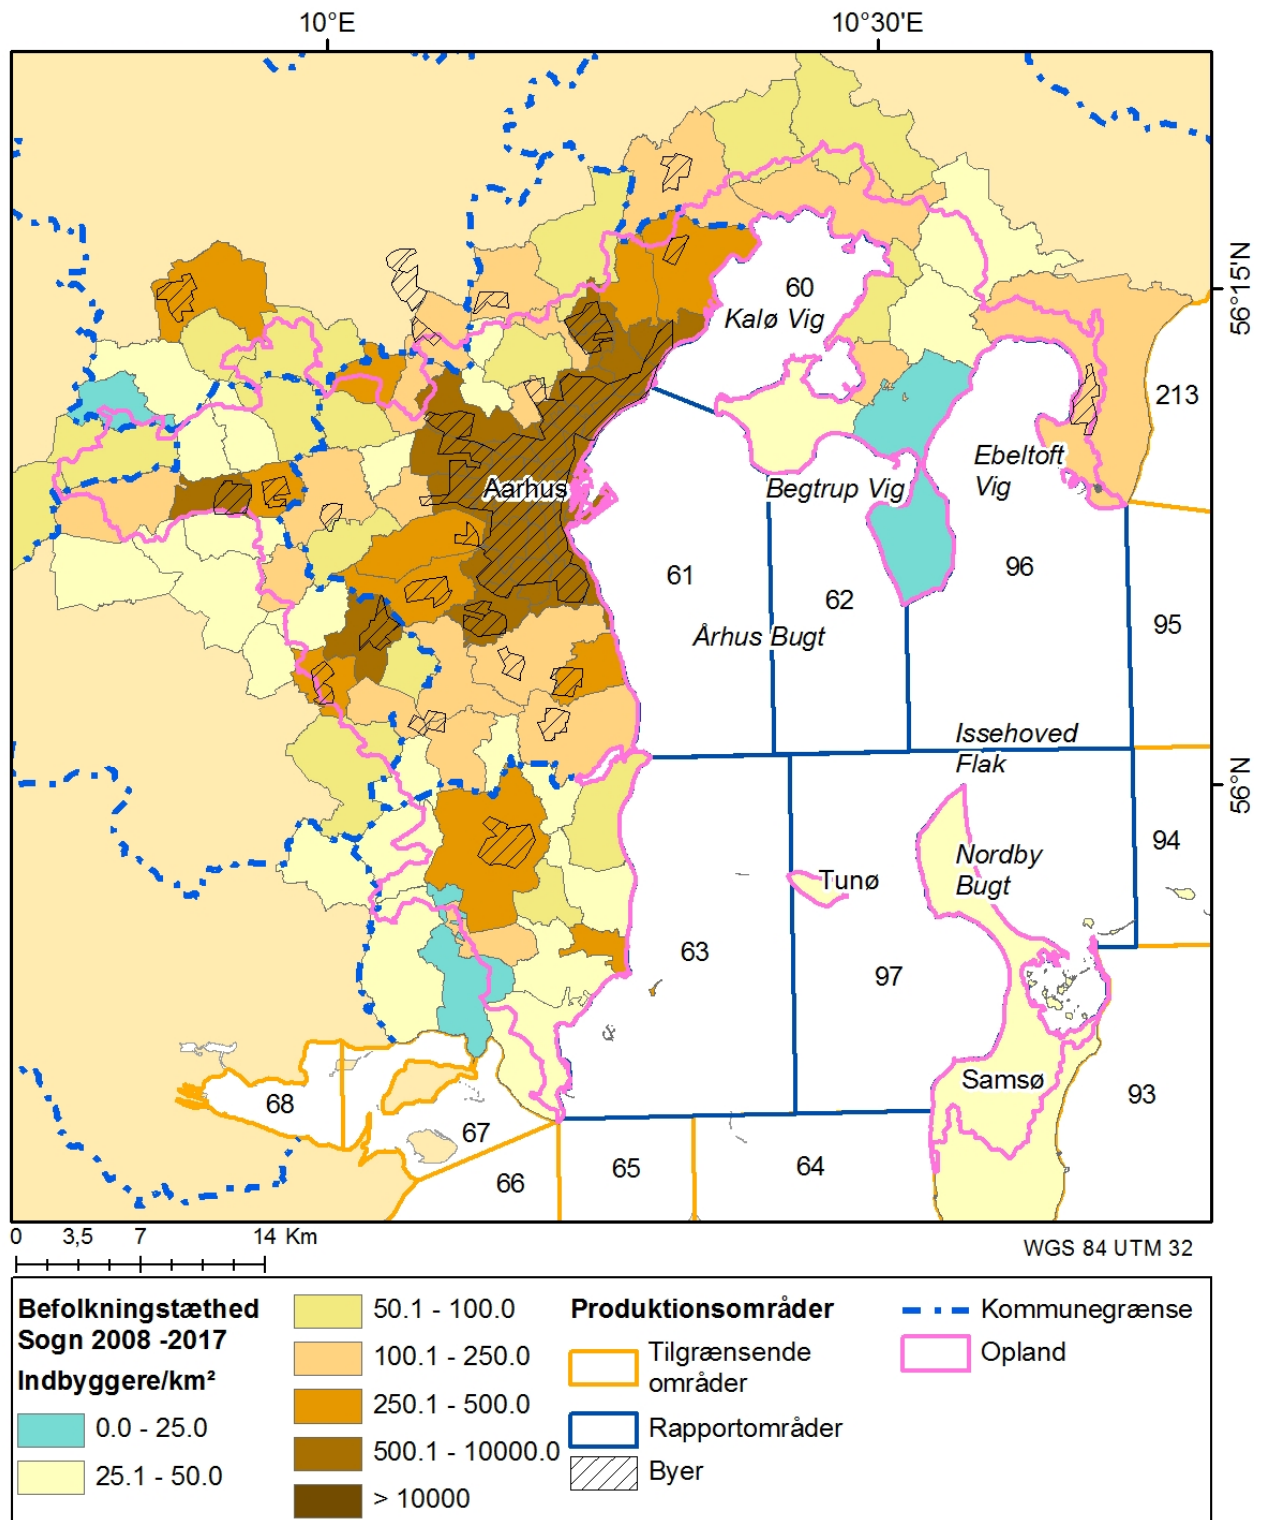 10°E
10°30'E
56°15'N
60
Kalø Vig
213
Ebeltoft
Vig
Aarhus
Begtrup Vig
61
62
96
95
Århus Bugt
Issehoved
Flak
56°N
94
Nordby
Bugt
Tunø
63
97
Samsø
93
68
67
66
65
64
0 3,5 7 14 Km
WGS 84 UTM 32
Befolkningstæthed
Sogn 2008 -2017
Indbyggere/km²
0.0 - 25.0
25.1 - 50.0
50.1 - 100.0
100.1 - 250.0
250.1 - 500.0
500.1 - 10000.0
> 10000
Produktionsområder
Tilgrænsende
områder
Rapportområder
Byer
Kommunegrænse
Opland